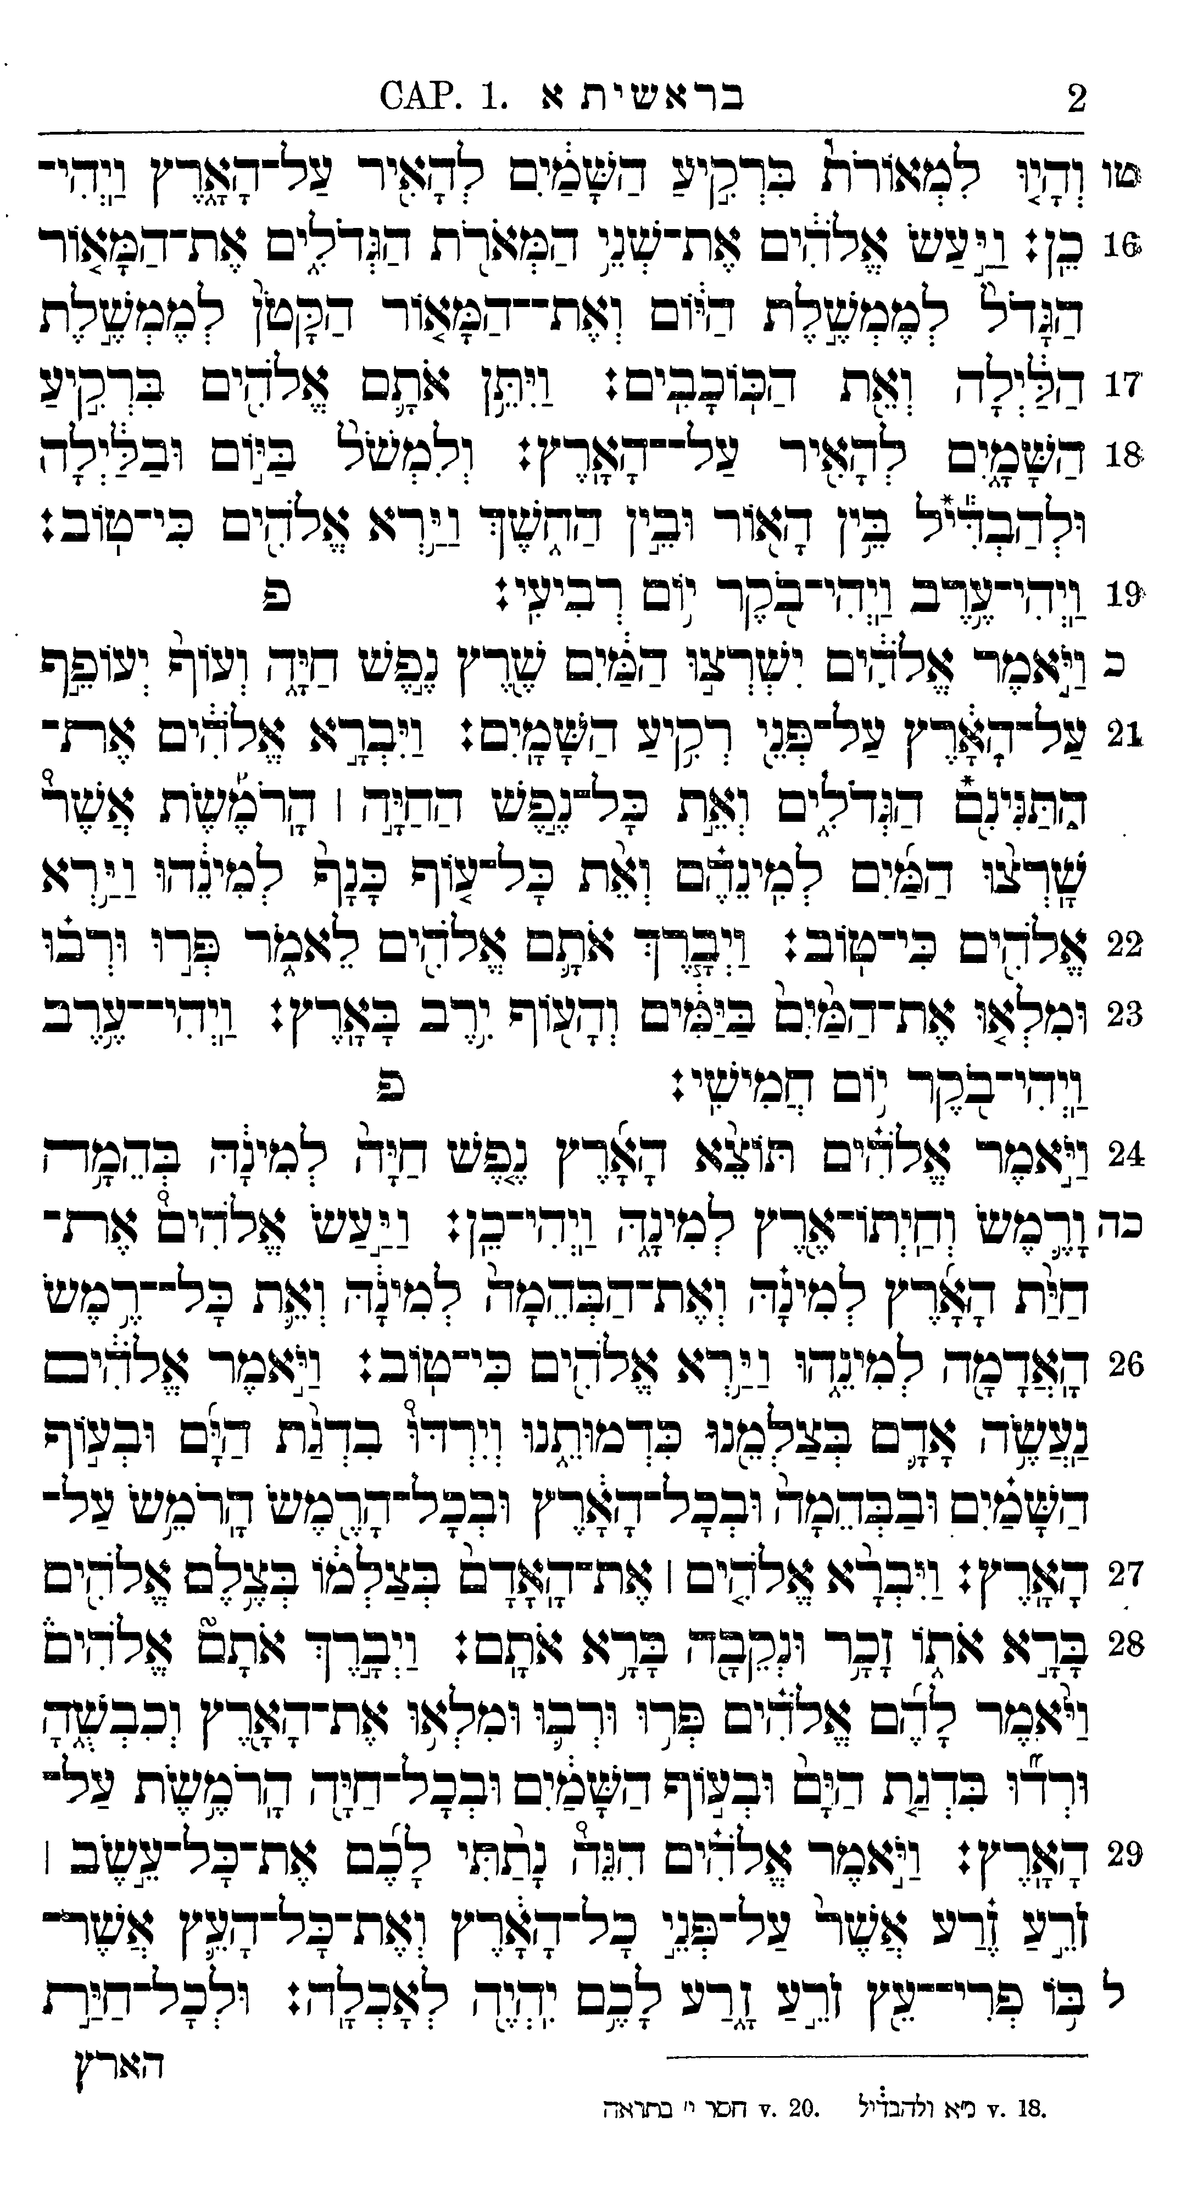 2 בראשית א CAP. 1.
טו וְהָי֤וּ לִמְאוֹרֹת֙ בִּרְקִ֣יעַ הַשָּׁמַ֔יִם לְהָאִ֖יר עַל־הָאָ֑רֶץ וַֽיְהִי־
16 כֵֽן׃ וַיַּ֣עַשׂ אֱלֹהִ֔ים אֶת־שְׁנֵ֥י הַמְּאֹרֹ֖ת הַגְּדֹלִ֑ים אֶת־הַמָּא֤וֹר
הַגָּדֹל֙ לְמֶמְשֶׁ֣לֶת הַיּ֔וֹם וְאֶת־הַמָּא֤וֹר הַקָּטֹן֙ לְמֶמְשֶׁ֣לֶת
17 הַלַּ֔יְלָה וְאֵ֖ת הַכּֽוֹכָבִֽים׃ וַיִּתֵּ֥ן אֹתָ֛ם אֱלֹהִ֖ים בִּרְקִ֣יעַ
18 הַשָּׁמָ֑יִם לְהָאִ֖יר עַל־הָאָֽרֶץ׃ וְלִמְשֹׁל֙ בַּיּ֣וֹם וּבַלַּ֔יְלָה
וּֽלְהַבְדִּ֔יל* בֵּ֥ין הָא֖וֹר וּבֵ֣ין הַחֹ֑שֶׁךְ וַיַּ֥רְא אֱלֹהִ֖ים כִּי־טֽוֹב׃
19 וַֽיְהִי־עֶ֥רֶב וַֽיְהִי־בֹ֖קֶר י֥וֹם רְבִיעִֽי׃ פ
כ וַיֹּ֣אמֶר אֱלֹהִ֔ים יִשְׁרְצ֣וּ הַמַּ֔יִם שֶׁ֖רֶץ נֶ֣פֶשׁ חַיָּ֑ה וְעוֹף֙ יְעוֹפֵ֣ף
21 עַל־הָאָ֔רֶץ עַל־פְּנֵ֖י רְקִ֥יעַ הַשָּׁמָֽיִם׃ וַיִּבְרָ֣א אֱלֹהִ֔ים אֶת־
הַתַּנִּינִ֖ם* הַגְּדֹלִ֑ים וְאֵ֣ת כָּל־נֶ֣פֶשׁ הַֽחַיָּ֣ה ׀ הָֽרֹמֶ֡שֶׂת אֲשֶׁר֩
שָׁרְצ֨וּ הַמַּ֜יִם לְמִֽינֵהֶ֗ם וְאֵ֨ת כָּל־ע֤וֹף כָּנָף֙ לְמִינֵ֔הוּ וַיַּ֥רְא
22 אֱלֹהִ֖ים כִּי־טֽוֹב׃ וַיְבָ֧רֶךְ אֹתָ֛ם אֱלֹהִ֖ים לֵאמֹ֑ר פְּר֣וּ וּרְב֗וּ
23 וּמִלְא֤וּ אֶת־הַמַּ֙יִם֙ בַּיַּמִּ֔ים וְהָע֖וֹף יִ֥רֶב בָּאָֽרֶץ׃ וַֽיְהִי־עֶ֥רֶב
וַֽיְהִי־בֹ֖קֶר י֥וֹם חֲמִישִֽׁי׃ פ
24 וַיֹּ֣אמֶר אֱלֹהִ֗ים תּוֹצֵ֨א הָאָ֜רֶץ נֶ֤פֶשׁ חַיָּה֙ לְמִינָ֔הּ בְּהֵמָ֥ה
כה וָרֶ֛מֶשׂ וְחַֽיְתוֹ־אֶ֖רֶץ לְמִינָ֑הּ וַֽיְהִי־כֵֽן׃ וַיַּ֣עַשׂ אֱלֹהִים֩ אֶת־
חַיַּ֨ת הָאָ֜רֶץ לְמִינָ֗הּ וְאֶת־הַבְּהֵמָה֙ לְמִינָ֔הּ וְאֵ֛ת כָּל־רֶ֥מֶשׂ
26 הָֽאֲדָמָ֖ה לְמִינֵ֑הוּ וַיַּ֥רְא אֱלֹהִ֖ים כִּי־טֽוֹב׃ וַיֹּ֣אמֶר אֱלֹהִ֔ים
נַֽעֲשֶׂ֥ה אָדָ֛ם בְּצַלְמֵ֖נוּ כִּדְמוּתֵ֑נוּ וְיִרְדּוּ֩ בִדְגַ֨ת הַיָּ֜ם וּבְע֣וֹף
הַשָּׁמַ֗יִם וּבַבְּהֵמָה֙ וּבְכָל־הָאָ֔רֶץ וּבְכָל־הָרֶ֖מֶשׂ הָֽרֹמֵ֥שׂ עַל־
27 הָאָֽרֶץ׃ וַיִּבְרָ֨א אֱלֹהִ֤ים ׀ אֶת־הָֽאָדָם֙ בְּצַלְמ֔וֹ בְּצֶ֥לֶם אֱלֹהִ֖ים
28 בָּרָ֣א אֹת֑וֹ זָכָ֥ר וּנְקֵבָ֖ה בָּרָ֥א אֹתָֽם׃ וַיְבָ֣רֶךְ אֹתָם֮ אֱלֹהִים֒
וַיֹּ֨אמֶר לָהֶ֜ם אֱלֹהִ֗ים פְּר֥וּ וּרְב֛וּ וּמִלְא֥וּ אֶת־הָאָ֖רֶץ וְכִבְשֻׁ֑הָ
וּרְד֞וּ בִּדְגַ֤ת הַיָּם֙ וּבְע֣וֹף הַשָּׁמַ֔יִם וּבְכָל־חַיָּ֖ה הָֽרֹמֶ֥שֶׂת עַל־
29 הָאָֽרֶץ׃ וַיֹּ֣אמֶר אֱלֹהִ֗ים הִנֵּה֩ נָתַ֨תִּי לָכֶ֜ם אֶת־כָּל־עֵ֣שֶׂב ׀
זֹרֵ֣עַ זֶ֗רַע אֲשֶׁר֙ עַל־פְּנֵ֣י כָל־הָאָ֔רֶץ וְאֶת־כָּל־הָעֵ֛ץ אֲשֶׁר־
ל בּ֥וֹ פְרִי־עֵ֖ץ זֹרֵ֣עַ זָ֑רַע לָכֶ֥ם יִֽהְיֶ֖ה לְאָכְלָֽה׃ וּֽלְכָל־חַיַּ֣ת
הארץ
v. 18. מ״א ולהבדּ֗יל v. 20. חסר י׳ בתראה